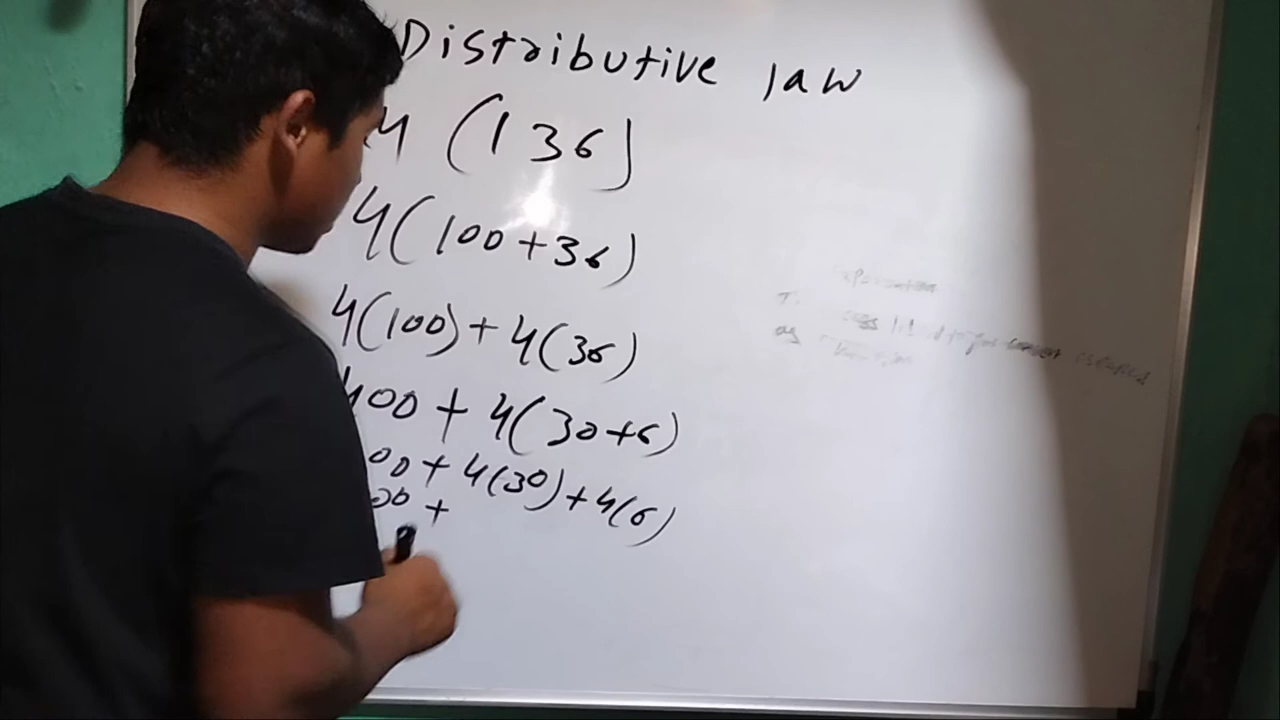 Distributive law
4 (136)
4(100+36)
4(100)+4(36)
400 + 4(30+6)
00 + 4(30)+4(6)
00 +